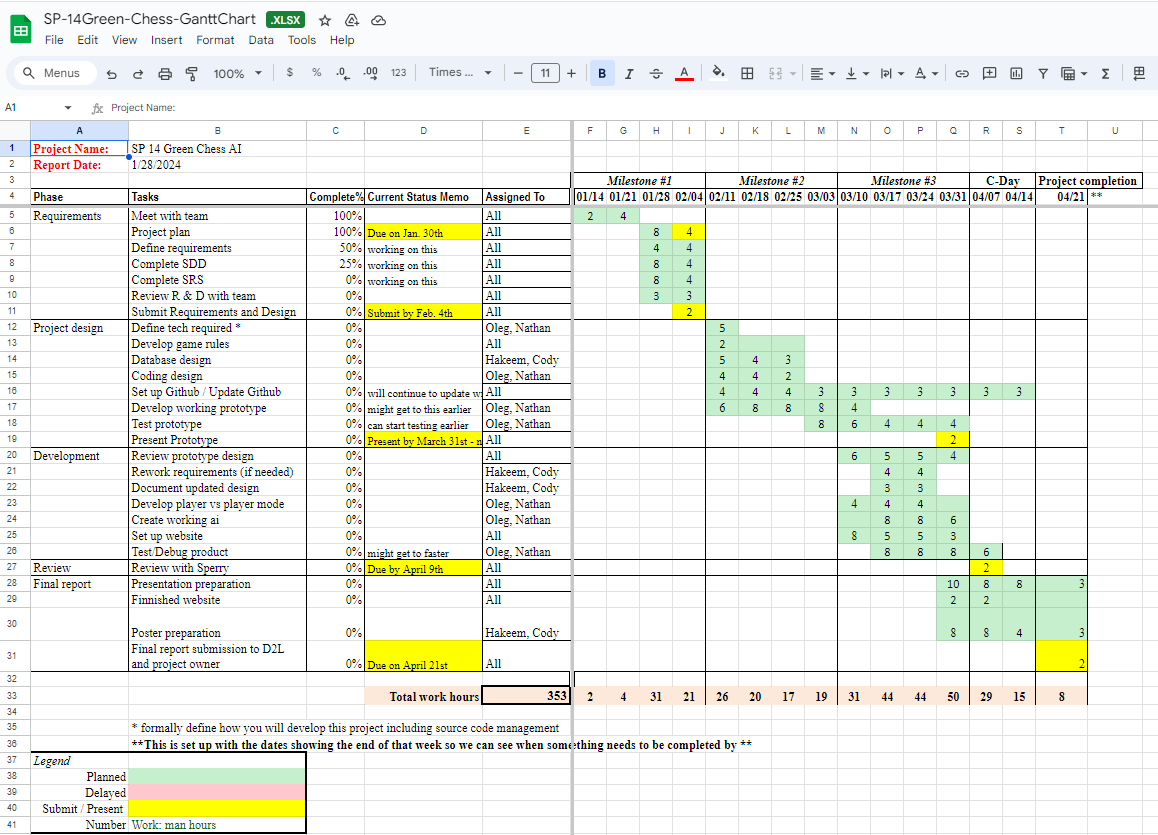 SP-14Green-Chess-GanttChart .XLSX
File Edit View Insert Format Data Tools Help
Menus 100% $ % .0 .00 123 Times ... 11 B I S A A Σ
A1 fx Project Name:
A B C D E F G H I J K L M N O P Q R S T U
1 Project Name: SP 14 Green Chess AI
2 Report Date: 1/28/2024
3 Milestone #1 Milestone #2 Milestone #3 C-Day Project completion
4 Phase Tasks Complete% Current Status Memo Assigned To 01/14 01/21 01/28 02/04 02/11 02/18 02/25 03/03 03/10 03/17 03/24 03/31 04/07 04/14 04/21 **
5 Requirements Meet with team 100% All 2 4
6 Project plan 100% Due on Jan. 30th All 8 4
7 Define requirements 50% working on this All 4 4
8 Complete SDD 25% working on this All 8 4
9 Complete SRS 0% working on this All 8 4
10 Review R & D with team 0% All 3 3
11 Submit Requirements and Design 0% Submit by Feb. 4th All 2
12 Project design Define tech required * 0% Oleg, Nathan 5
13 Develop game rules 0% All 2
14 Database design 0% Hakeem, Cody 5 4 3
15 Coding design 0% Oleg, Nathan 4 4 2
16 Set up Github / Update Github 0% will continue to update w All 4 4 4 3 3 3 3 3 3 3
17 Develop working prototype 0% might get to this earlier Oleg, Nathan 6 8 8 8 4
18 Test prototype 0% can start testing earlier Oleg, Nathan 8 6 4 4 4
19 Present Prototype 0% Present by March 31st - n All 2
20 Development Review prototype design 0% All 6 5 5 4
21 Rework requirements (if needed) 0% Hakeem, Cody 4 4
22 Document updated design 0% Hakeem, Cody 3 3
23 Develop player vs player mode 0% Oleg, Nathan 4 4 4
24 Create working ai 0% Oleg, Nathan 8 8 6
25 Set up website 0% All 8 5 5 3
26 Test/Debug product 0% might get to faster Oleg, Nathan 8 8 8 6
27 Review Review with Sperry 0% Due by April 9th All 2
28 Final report Presentation preparation 0% All 10 8 8 3
29 Finnished website 0% All 2 2
30 Poster preparation 0% Hakeem, Cody 8 8 4 3
Final report submission to D2L
31 and project owner 0% Due on April 21st All 2
32
33 Total work hours 353 2 4 31 21 26 20 17 19 31 44 44 50 29 15 8
34
35 * formally define how you will develop this project including source code management
36 **This is set up with the dates showing the end of that week so we can see when something needs to be completed by **
37 Legend
38 Planned
39 Delayed
40 Submit / Present
41 Number Work: man hours